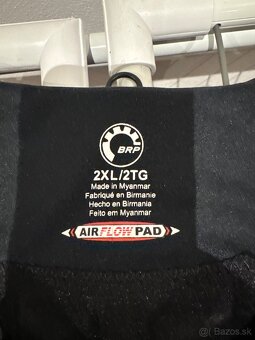 BRP
2XL/2TG
Made in Myanmar
Fabriqué en Birmanie
Hecho en Birmania
Feito em Myanmar
AIRFLOW PAD
Bazos.sk